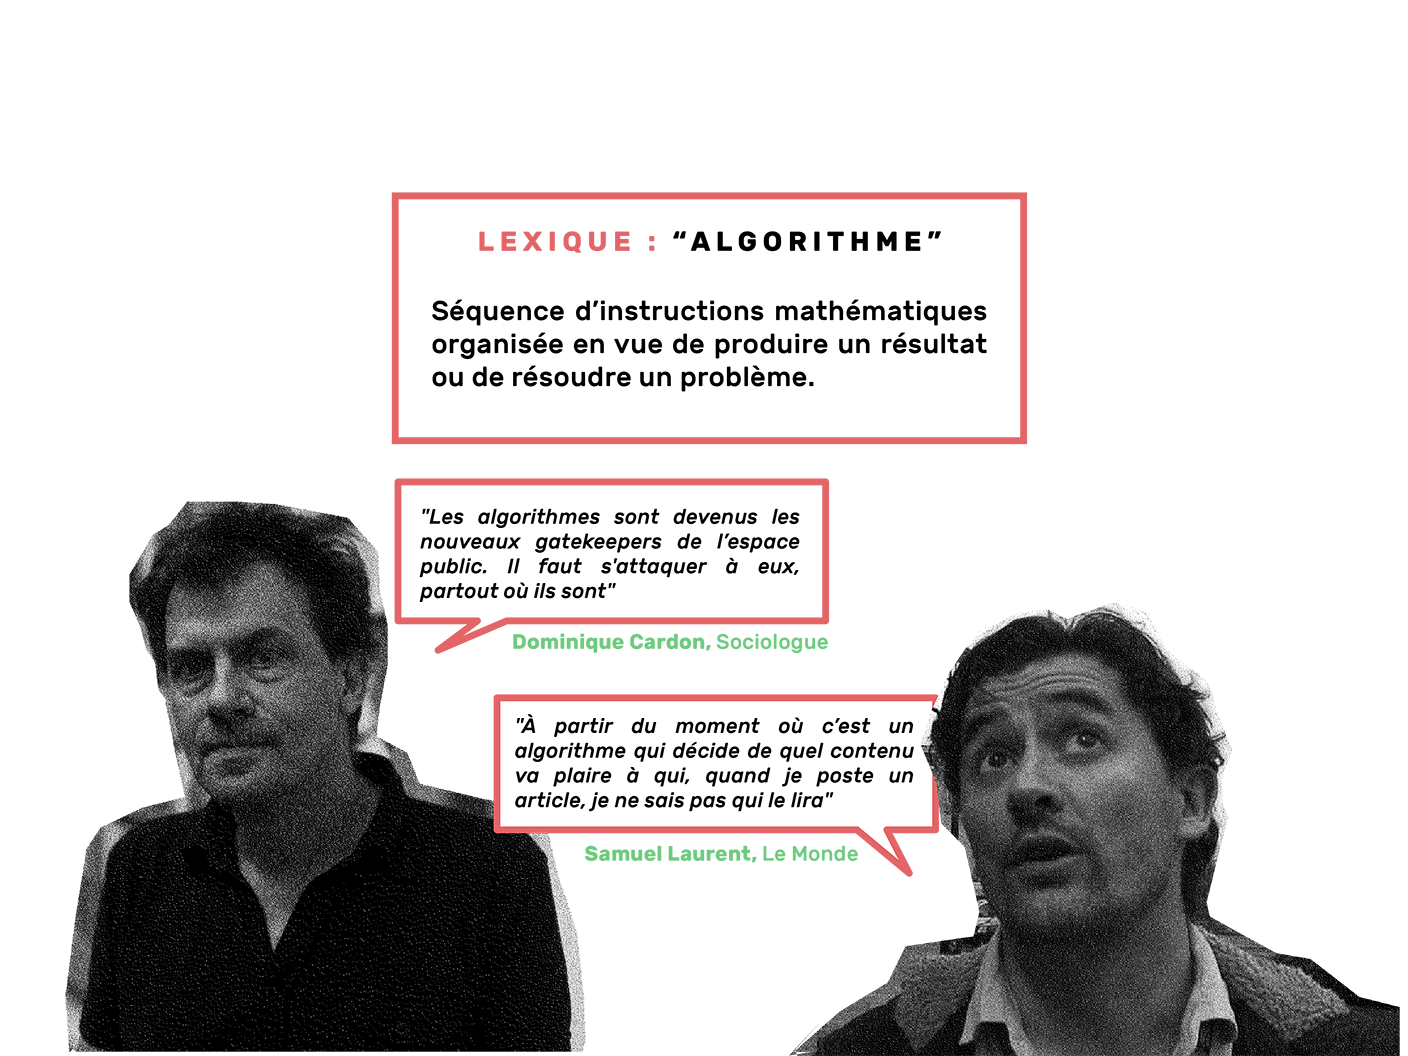 LEXIQUE : “ALGORITHME”
Séquence d’instructions mathématiques
organisée en vue de produire un résultat
ou de résoudre un problème.
"Les algorithmes sont devenus les
nouveaux gatekeepers de l’espace
public. Il faut s'attaquer à eux,
partout où ils sont"
Dominique Cardon, Sociologue
"À partir du moment où c’est un
algorithme qui décide de quel contenu
va plaire à qui, quand je poste un
article, je ne sais pas qui le lira"
Samuel Laurent, Le Monde